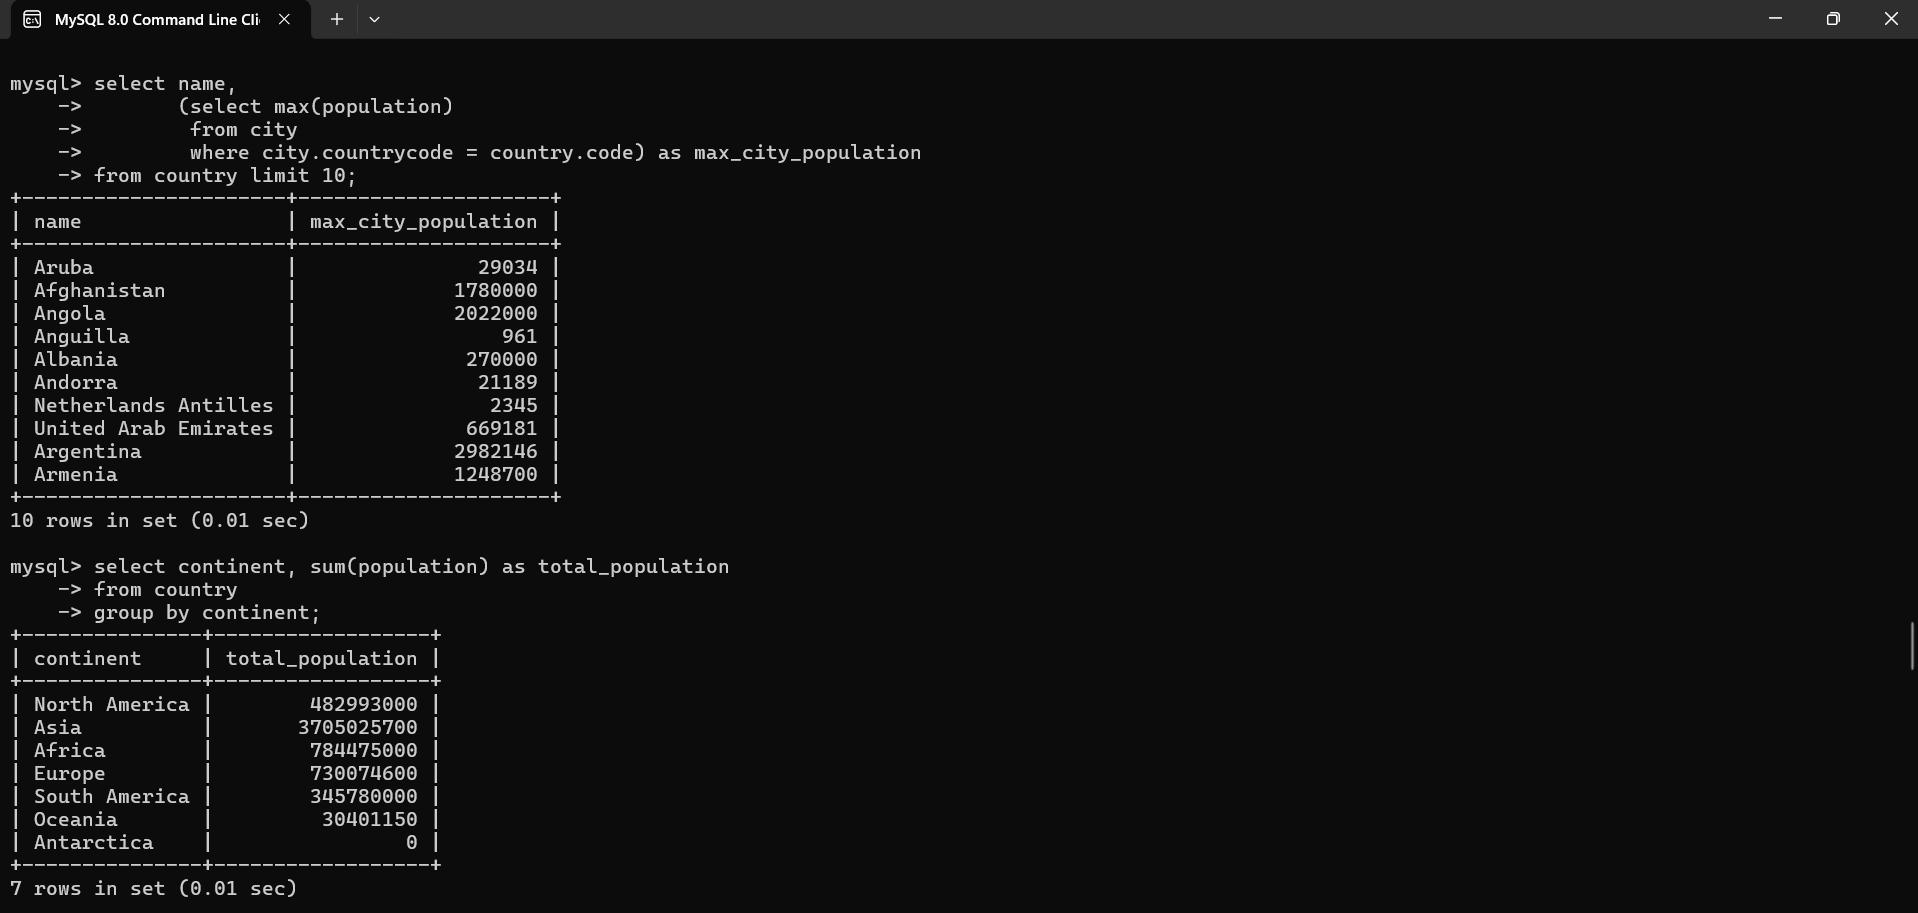 MySQL 8.0 Command Line Cli
mysql> select name,
    ->        (select max(population)
    ->         from city
    ->         where city.countrycode = country.code) as max_city_population
    -> from country limit 10;
+----------------------+---------------------+
| name                 | max_city_population |
+----------------------+---------------------+
| Aruba                |               29034 |
| Afghanistan          |             1780000 |
| Angola               |             2022000 |
| Anguilla             |                 961 |
| Albania              |              270000 |
| Andorra              |               21189 |
| Netherlands Antilles |                2345 |
| United Arab Emirates |              669181 |
| Argentina            |             2982146 |
| Armenia              |             1248700 |
+----------------------+---------------------+
10 rows in set (0.01 sec)
mysql> select continent, sum(population) as total_population
    -> from country
    -> group by continent;
+---------------+------------------+
| continent     | total_population |
+---------------+------------------+
| North America |        482993000 |
| Asia          |       3705025700 |
| Africa        |        784475000 |
| Europe        |        730074600 |
| South America |        345780000 |
| Oceania       |         30401150 |
| Antarctica    |                0 |
+---------------+------------------+
7 rows in set (0.01 sec)